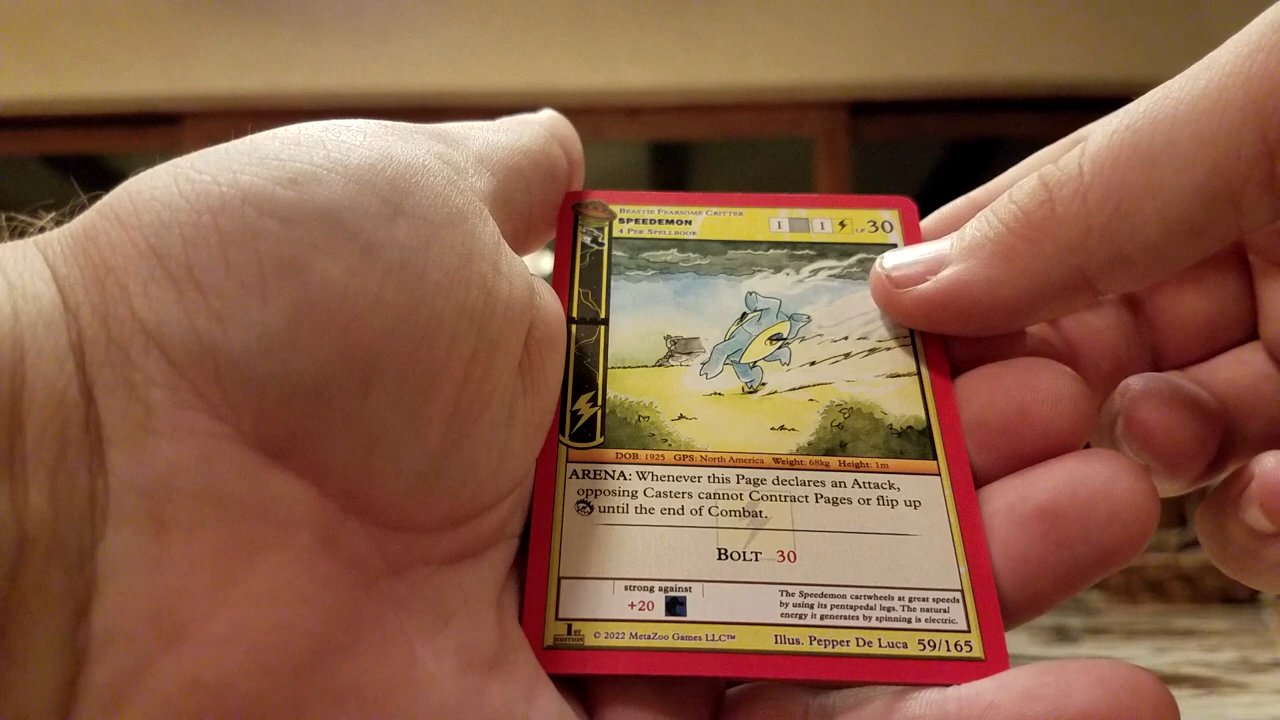 BEASTIE FEARSOME CRITTER
SPEEDEMON
4 PER SPELLBOOK
1 1 LP 30
DOB: 1925 GPS: North America Weight: 68kg Height: 1m
ARENA: Whenever this Page declares an Attack,
opposing Casters cannot Contract Pages or flip up
until the end of Combat.
BOLT 30
strong against
+20
The Speedemon cartwheels at great speeds
by using its pentapedal legs. The natural
energy it generates by spinning is electric.
1ST EDITION
© 2022 MetaZoo Games LLC™
Illus. Pepper De Luca 59/165